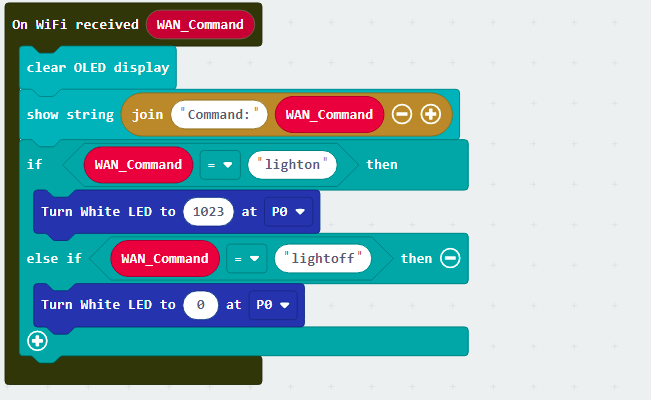 On WiFi received WAN_Command
clear OLED display
show string join "Command:" WAN_Command
if WAN_Command = "lighton" then
Turn White LED to 1023 at P0
else if WAN_Command = "lightoff" then
Turn White LED to 0 at P0